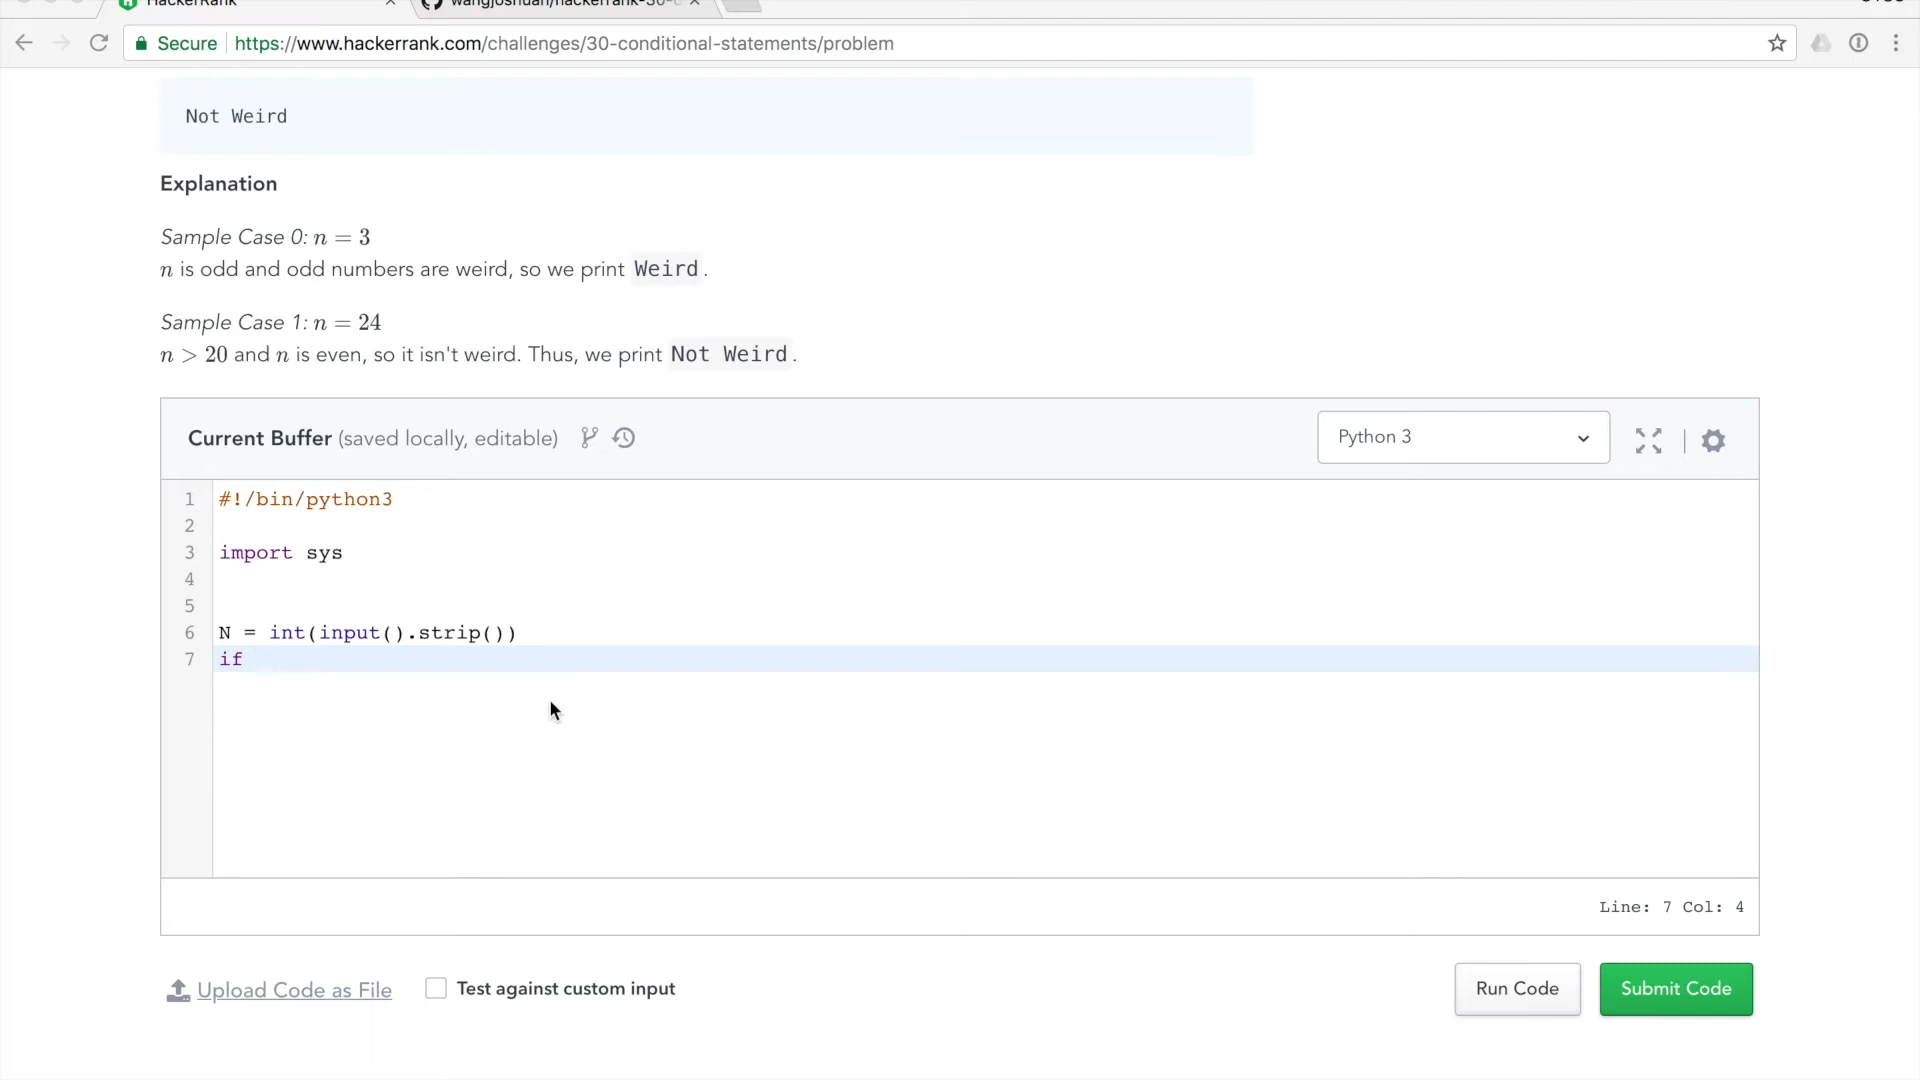 HackerRank
wangjoshuah/hackerrank-30-
Secure https://www.hackerrank.com/challenges/30-conditional-statements/problem
Not Weird
Explanation
Sample Case 0: n = 3
n is odd and odd numbers are weird, so we print Weird.
Sample Case 1: n = 24
n > 20 and n is even, so it isn't weird. Thus, we print Not Weird.
Current Buffer (saved locally, editable)
Python 3
1 #!/bin/python3
2
3 import sys
4
5
6 N = int(input().strip())
7 if
Line: 7 Col: 4
Upload Code as File
Test against custom input
Run Code
Submit Code